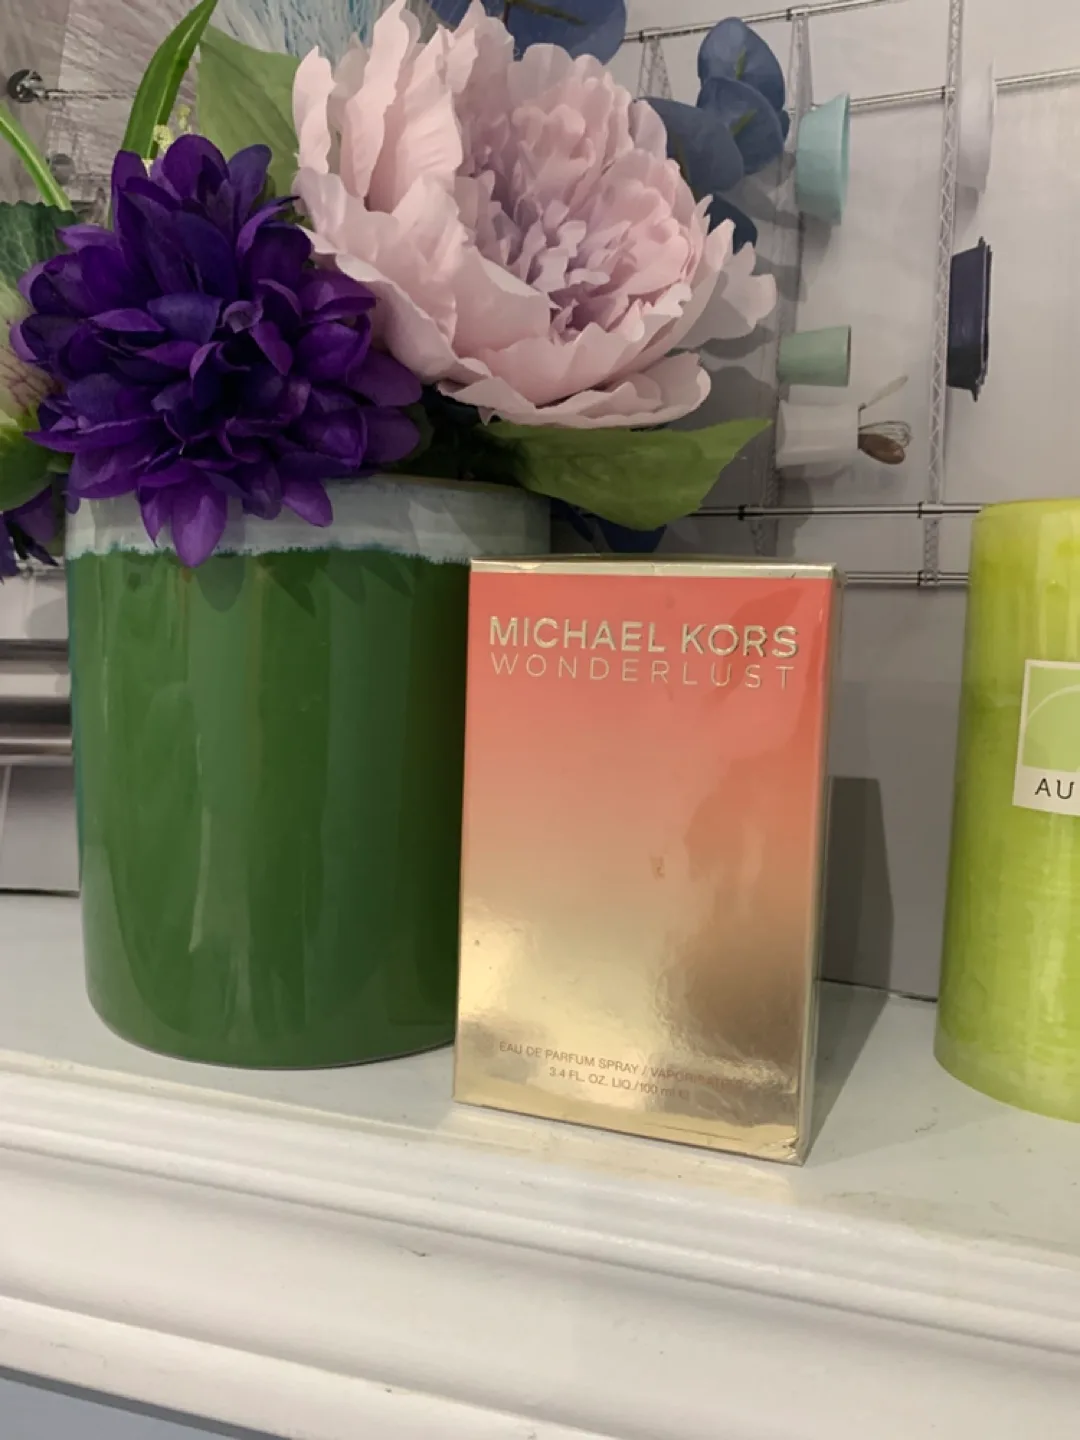 MICHAEL KORS
WONDERLUST
EAU DE PARFUM SPRAY / VAPORISATEUR
3.4 FL. OZ. LIQ./100 ml e
AU